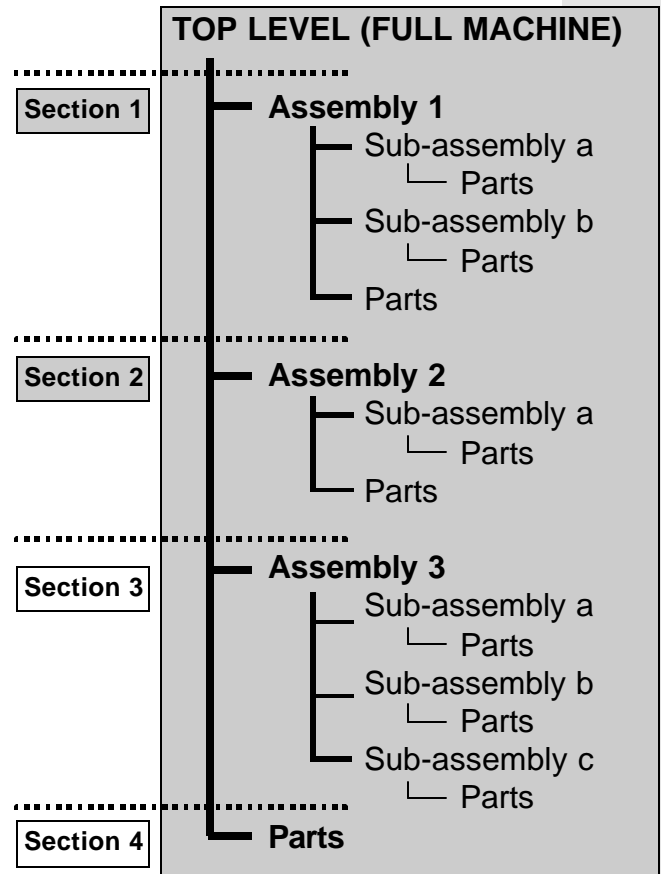 TOP LEVEL (FULL MACHINE)
Section 1
Assembly 1
Sub-assembly a
Parts
Sub-assembly b
Parts
Parts
Section 2
Assembly 2
Sub-assembly a
Parts
Parts
Section 3
Assembly 3
Sub-assembly a
Parts
Sub-assembly b
Parts
Sub-assembly c
Parts
Section 4
Parts